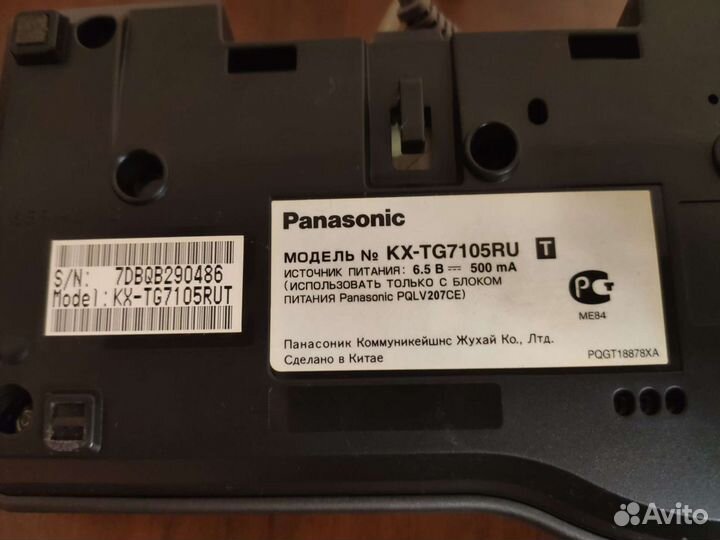 S/N: 7DBQB290486
Model:KX-TG7105RUT
Panasonic
МОДЕЛЬ № KX-TG7105RU T
ИСТОЧНИК ПИТАНИЯ: 6.5 В 500 mA
(ИСПОЛЬЗОВАТЬ ТОЛЬКО С БЛОКОМ
ПИТАНИЯ Panasonic PQLV207CE)
РСТ
ME84
Панасоник Коммуникейшнс Жухай Ко., Лтд.
Сделано в Китае
PQGT18878XA
Avito